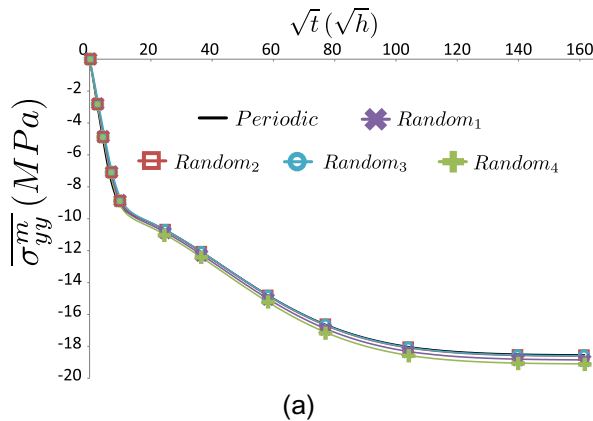 √t (√h)
0 20 40 60 80 100 120 140 160
-2
-4
-6
-8
-10
-12
-14
-16
-18
-20
σ^m_yy (MPa)
Periodic Random₁
Random₂ Random₃ Random₄
(a)